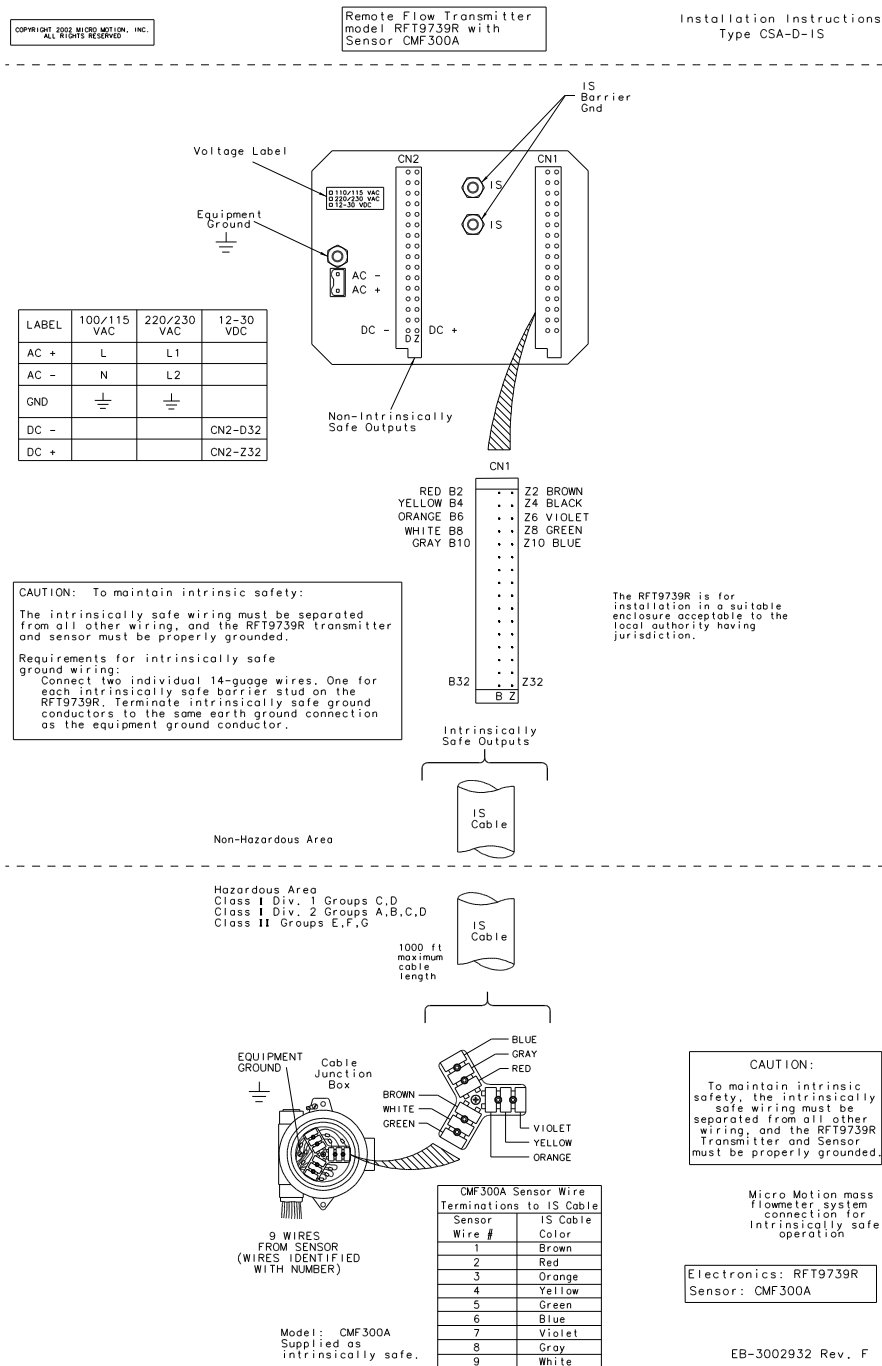 COPYRIGHT 2002 MICRO MOTION, INC.
ALL RIGHTS RESERVED
Remote Flow Transmitter
model RFT9739R with
Sensor CMF300A
Installation Instructions
Type CSA-D-IS
IS
Barrier
Gnd
Voltage Label
CN2
CN1
110/115 VAC
220/230 VAC
12-30 VDC
IS
IS
Equipment
Ground
AC -
AC +
DC -
D Z
DC +
LABEL 100/115 VAC 220/230 VAC 12-30 VDC
AC + L L1
AC - N L2
GND
DC - CN2-D32
DC + CN2-Z32
Non-Intrinsically
Safe Outputs
CN1
RED B2 Z2 BROWN
YELLOW B4 Z4 BLACK
ORANGE B6 Z6 VIOLET
WHITE B8 Z8 GREEN
GRAY B10 Z10 BLUE
B32 Z32
B Z
CAUTION: To maintain intrinsic safety:
The intrinsically safe wiring must be separated
from all other wiring, and the RFT9739R transmitter
and sensor must be properly grounded.
Requirements for intrinsically safe
ground wiring:
Connect two individual 14-guage wires. One for
each intrinsically safe barrier stud on the
RFT9739R. Terminate intrinsically safe ground
conductors to the same earth ground connection
as the equipment ground conductor.
The RFT9739R is for
installation in a suitable
enclosure acceptable to the
local authority having
jurisdiction.
Intrinsically
Safe Outputs
IS
Cable
Non-Hazardous Area
Hazardous Area
Class I Div. 1 Groups C,D
Class I Div. 2 Groups A,B,C,D
Class II Groups E,F,G
IS
Cable
1000 ft
maximum
cable
length
BLUE
GRAY
RED
EQUIPMENT
GROUND
Cable
Junction
Box
BROWN
WHITE
GREEN
VIOLET
YELLOW
ORANGE
CAUTION:
To maintain intrinsic
safety, the intrinsically
safe wiring must be
separated from all other
wiring, and the RFT9739R
Transmitter and Sensor
must be properly grounded.
9 WIRES
FROM SENSOR
(WIRES IDENTIFIED
WITH NUMBER)
CMF300A Sensor Wire
Terminations to IS Cable
Sensor Wire # IS Cable Color
1 Brown
2 Red
3 Orange
4 Yellow
5 Green
6 Blue
7 Violet
8 Gray
9 White
Micro Motion mass
flowmeter system
connection for
Intrinsically safe
operation
Electronics: RFT9739R
Sensor: CMF300A
Model: CMF300A
Supplied as
intrinsically safe.
EB-3002932 Rev. F